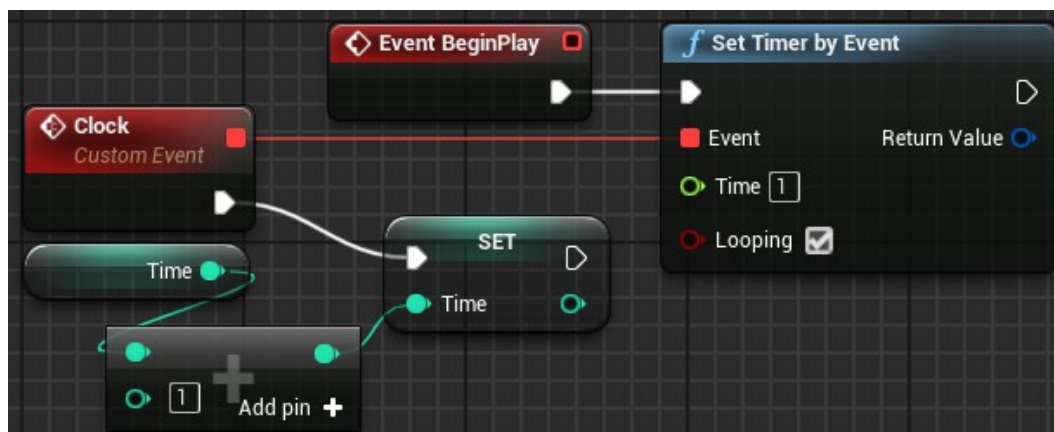 Event BeginPlay
f Set Timer by Event
Clock
Custom Event
Event
Return Value
Time 1
Looping
SET
Time
Time
1
Add pin +